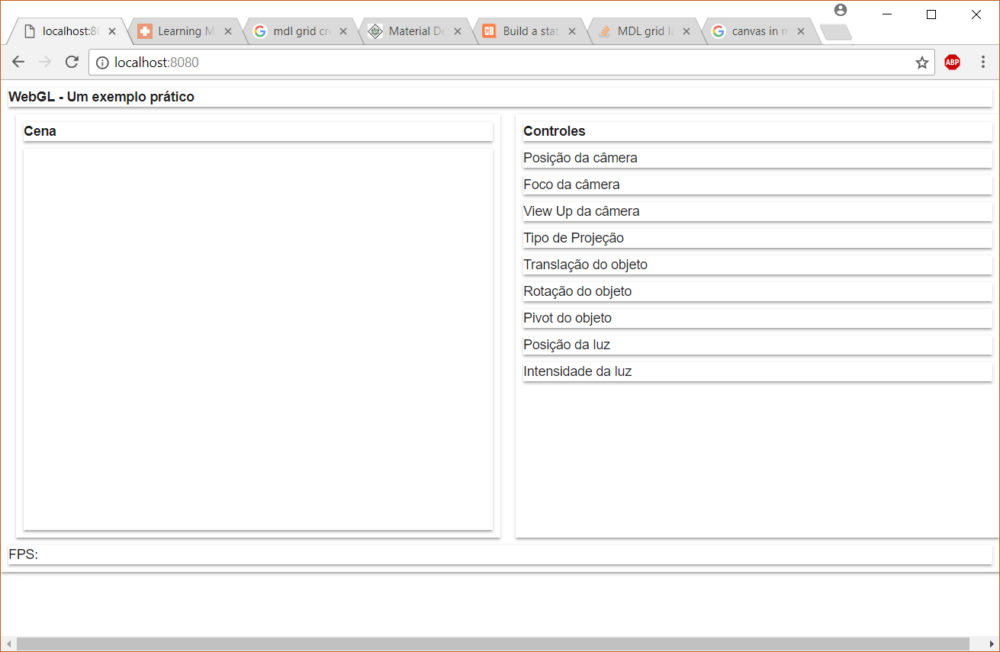 localhost:80
Learning M
mdl grid cr
Material De
Build a stat
MDL grid la
canvas in m
localhost:8080
ABP
WebGL - Um exemplo prático
Cena
Controles
Posição da câmera
Foco da câmera
View Up da câmera
Tipo de Projeção
Translação do objeto
Rotação do objeto
Pivot do objeto
Posição da luz
Intensidade da luz
FPS: